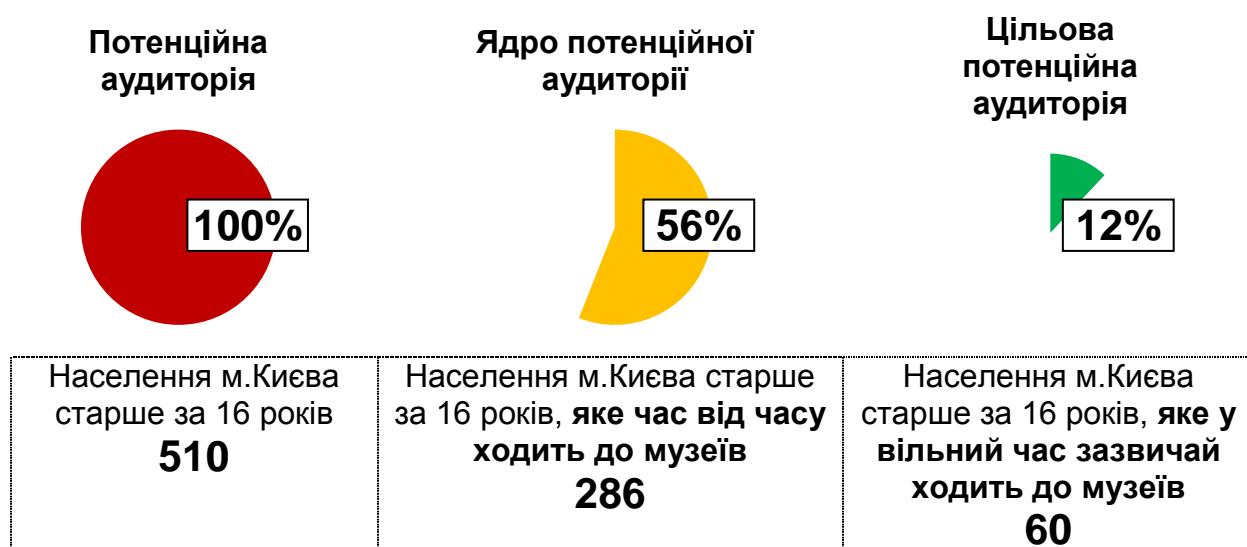 Потенційна
аудиторія
Ядро потенційної
аудиторії
Цільова
потенційна
аудиторія
100%
56%
12%
Населення м.Києва
старше за 16 років
510
Населення м.Києва старше
за 16 років, яке час від часу
ходить до музеїв
286
Населення м.Києва
старше за 16 років, яке у
вільний час зазвичай
ходить до музеїв
60